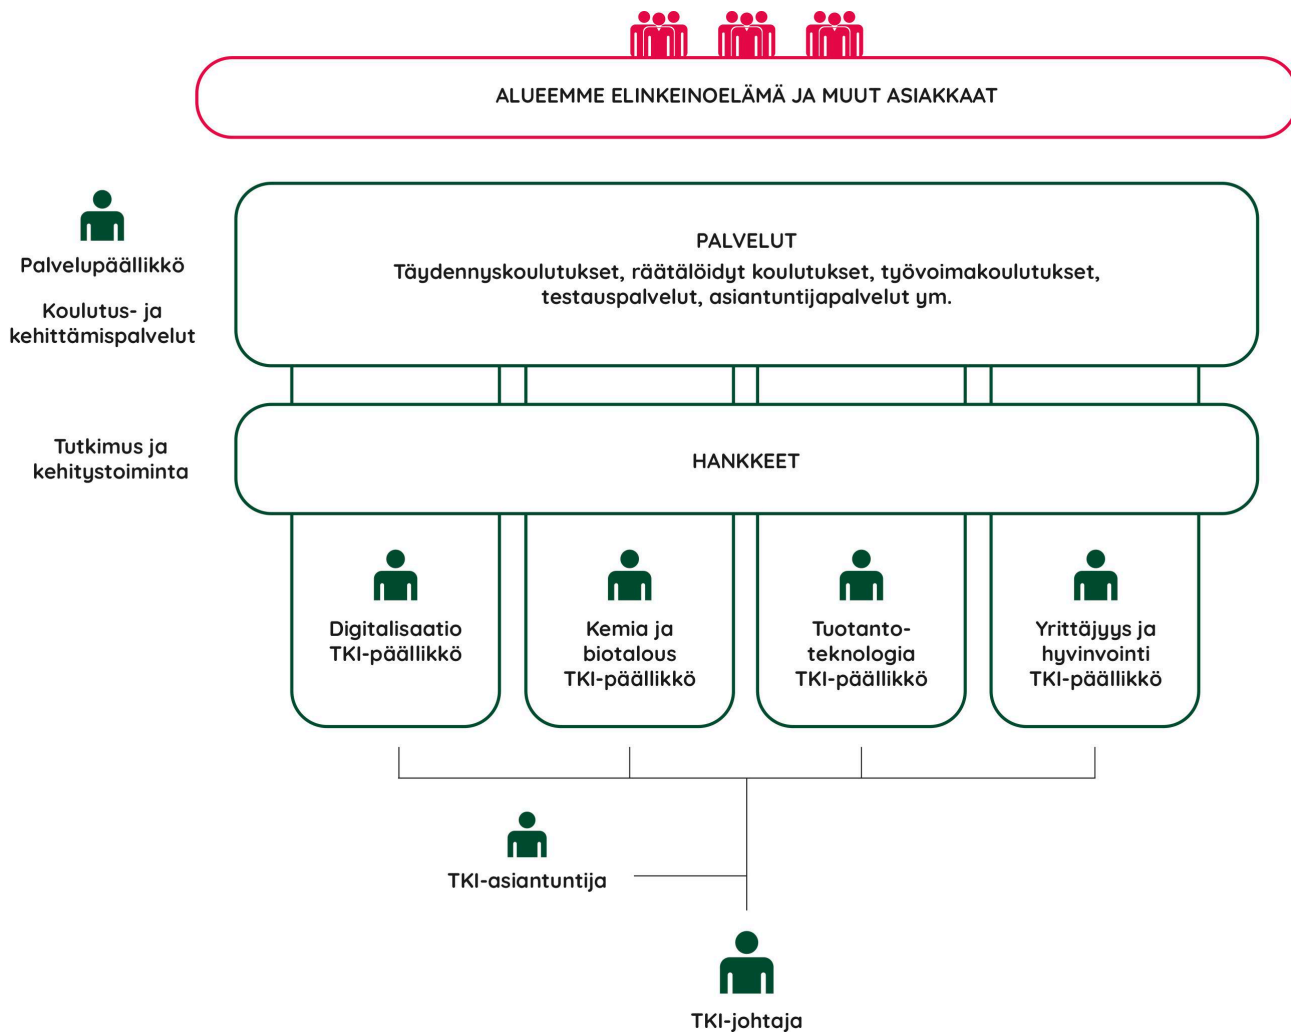 ALUEEMME ELINKEINOELÄMÄ JA MUUT ASIAKKAAT
Palvelupäällikkö
Koulutus- ja
kehittämispalvelut
PALVELUT
Täydennyskoulutukset, räätälöidyt koulutukset, työvoimakoulutukset,
testauspalvelut, asiantuntijapalvelut ym.
Tutkimus ja
kehitystoiminta
HANKKEET
Digitalisaatio
TKI-päällikkö
Kemia ja
biotalous
TKI-päällikkö
Tuotanto-
teknologia
TKI-päällikkö
Yrittäjyys ja
hyvinvointi
TKI-päällikkö
TKI-asiantuntija
TKI-johtaja